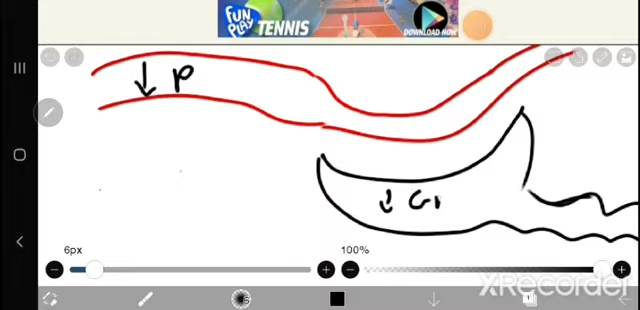 FUN PLAY TENNIS
DOWNLOAD NOW
↓ P
↓ G
6px
100%
XRecorder